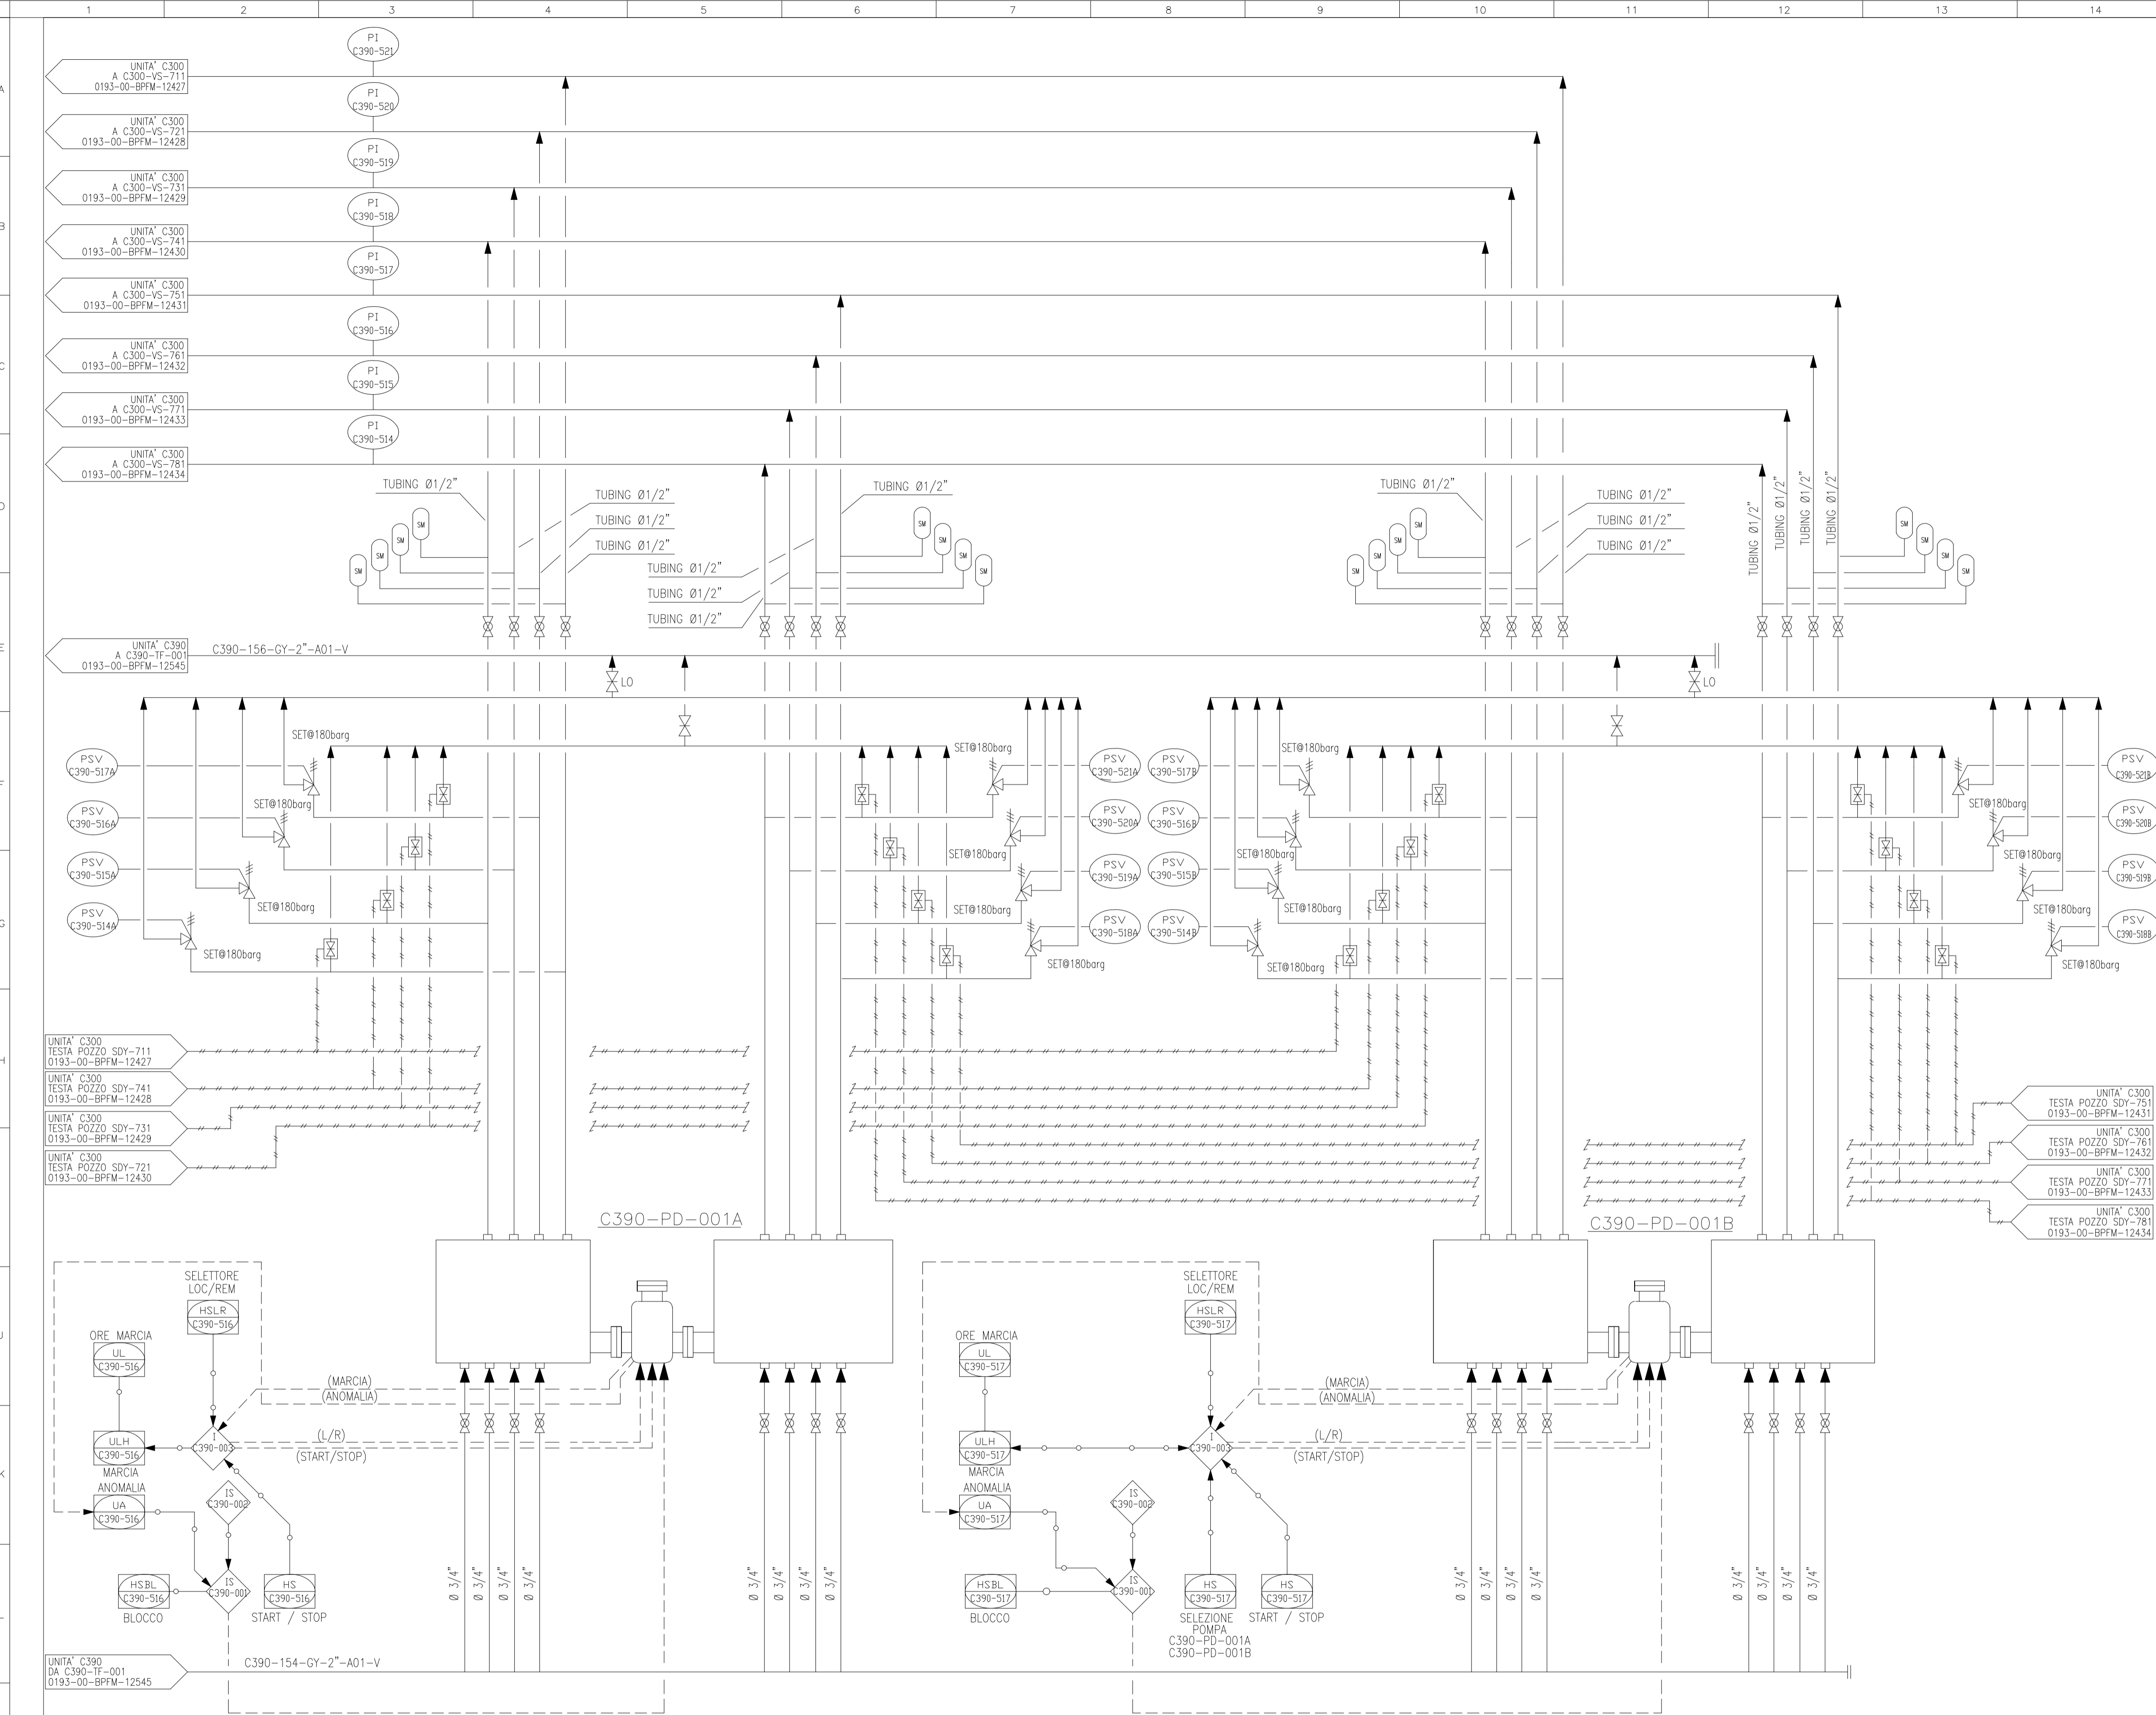 1 2 3 4 5 6 7 8 9 10 11 12 13 14
A
B
C
D
E
F
G
H
J
K
L
PI
C390-521
UNITA' C300
A C300-VS-711
0193-00-BPFM-12427
PI
C390-520
UNITA' C300
A C300-VS-721
0193-00-BPFM-12428
PI
C390-519
UNITA' C300
A C300-VS-731
0193-00-BPFM-12429
PI
C390-518
UNITA' C300
A C300-VS-741
0193-00-BPFM-12430
PI
C390-517
UNITA' C300
A C300-VS-751
0193-00-BPFM-12431
PI
C390-516
UNITA' C300
A C300-VS-761
0193-00-BPFM-12432
PI
C390-515
UNITA' C300
A C300-VS-771
0193-00-BPFM-12433
PI
C390-514
UNITA' C300
A C300-VS-781
0193-00-BPFM-12434
TUBING Ø1/2"
TUBING Ø1/2"
TUBING Ø1/2"
TUBING Ø1/2"
SM
SM
SM
SM
TUBING Ø1/2"
TUBING Ø1/2"
TUBING Ø1/2"
TUBING Ø1/2"
SM
SM
SM
SM
TUBING Ø1/2"
TUBING Ø1/2"
TUBING Ø1/2"
TUBING Ø1/2"
SM
SM
SM
SM
TUBING Ø1/2"
TUBING Ø1/2"
TUBING Ø1/2"
TUBING Ø1/2"
SM
SM
SM
SM
UNITA' C390
A C390-TF-001
0193-00-BPFM-12545
C390-156-GY-2"-A01-V
LO
LO
PSV
C390-517A
SET@180barg
PSV
C390-516A
SET@180barg
PSV
C390-515A
SET@180barg
PSV
C390-514A
SET@180barg
SET@180barg
PSV
C390-521A
SET@180barg
PSV
C390-520A
SET@180barg
PSV
C390-519A
SET@180barg
PSV
C390-518A
PSV
C390-517B
SET@180barg
PSV
C390-516B
SET@180barg
PSV
C390-515B
SET@180barg
PSV
C390-514B
SET@180barg
PSV
C390-521B
SET@180barg
PSV
C390-520B
SET@180barg
PSV
C390-519B
SET@180barg
PSV
C390-518B
SET@180barg
UNITA' C300
TESTA POZZO SDY-711
0193-00-BPFM-12427
UNITA' C300
TESTA POZZO SDY-741
0193-00-BPFM-12428
UNITA' C300
TESTA POZZO SDY-731
0193-00-BPFM-12429
UNITA' C300
TESTA POZZO SDY-721
0193-00-BPFM-12430
UNITA' C300
TESTA POZZO SDY-751
0193-00-BPFM-12431
UNITA' C300
TESTA POZZO SDY-761
0193-00-BPFM-12432
UNITA' C300
TESTA POZZO SDY-771
0193-00-BPFM-12433
UNITA' C300
TESTA POZZO SDY-781
0193-00-BPFM-12434
C390-PD-001A
C390-PD-001B
SELETTORE
LOC/REM
HSLR
C390-516
ORE MARCIA
UL
C390-516
(MARCIA)
(ANOMALIA)
ULH
C390-516
MARCIA
I
C390-003
(L/R)
(START/STOP)
ANOMALIA
UA
C390-516
IS
C390-002
HSBL
C390-516
BLOCCO
IS
C390-001
HS
C390-516
START / STOP
Ø 3/4"
Ø 3/4"
Ø 3/4"
Ø 3/4"
Ø 3/4"
Ø 3/4"
Ø 3/4"
Ø 3/4"
SELETTORE
LOC/REM
HSLR
C390-517
ORE MARCIA
UL
C390-517
(MARCIA)
(ANOMALIA)
ULH
C390-517
MARCIA
I
C390-003
(L/R)
(START/STOP)
ANOMALIA
UA
C390-517
IS
C390-002
HSBL
C390-517
BLOCCO
IS
C390-001
HS
C390-517
SELEZIONE
POMPA
C390-PD-001A
C390-PD-001B
HS
C390-517
START / STOP
Ø 3/4"
Ø 3/4"
Ø 3/4"
Ø 3/4"
Ø 3/4"
Ø 3/4"
Ø 3/4"
Ø 3/4"
UNITA' C390
DA C390-TF-001
0193-00-BPFM-12545
C390-154-GY-2"-A01-V